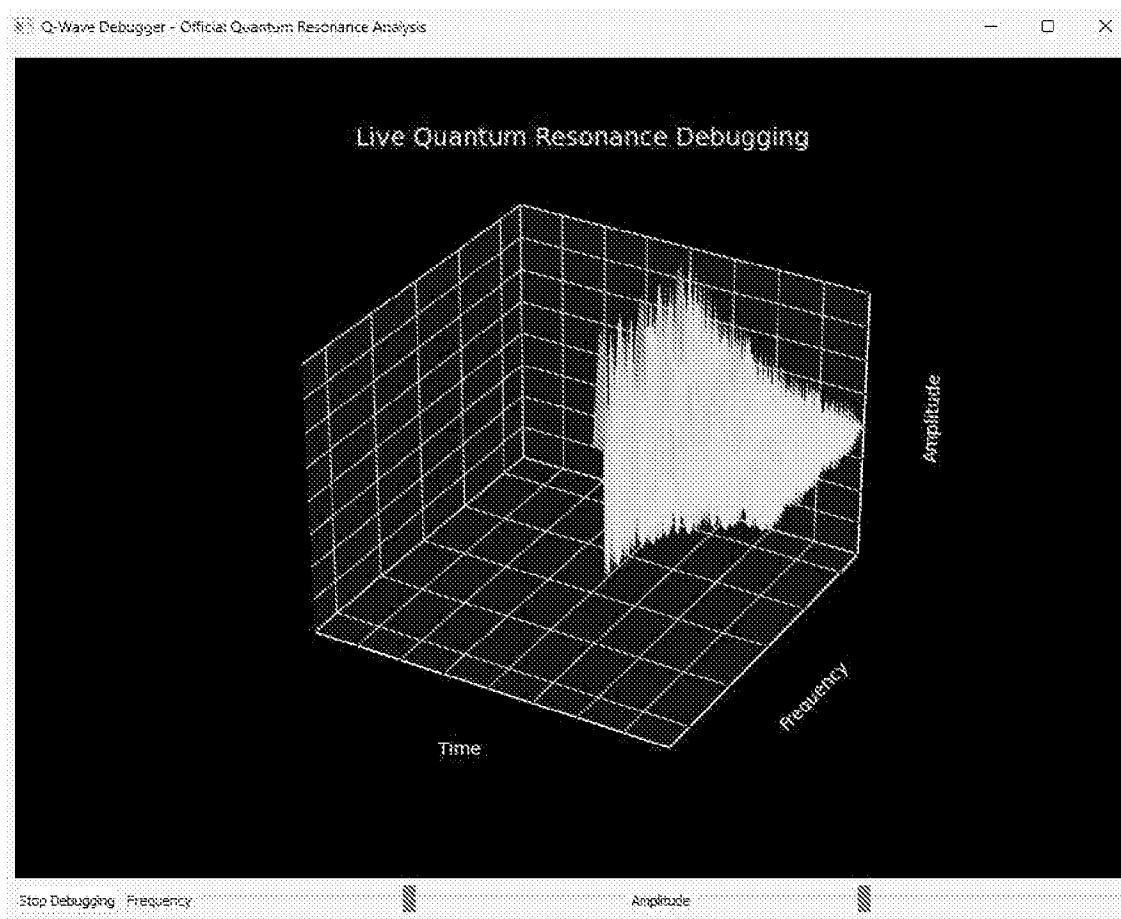 Q-Wave Debugger - Official Quantum Resonance Analysis
Live Quantum Resonance Debugging
Amplitude
Frequency
Time
Stop Debugging Frequency Amplitude